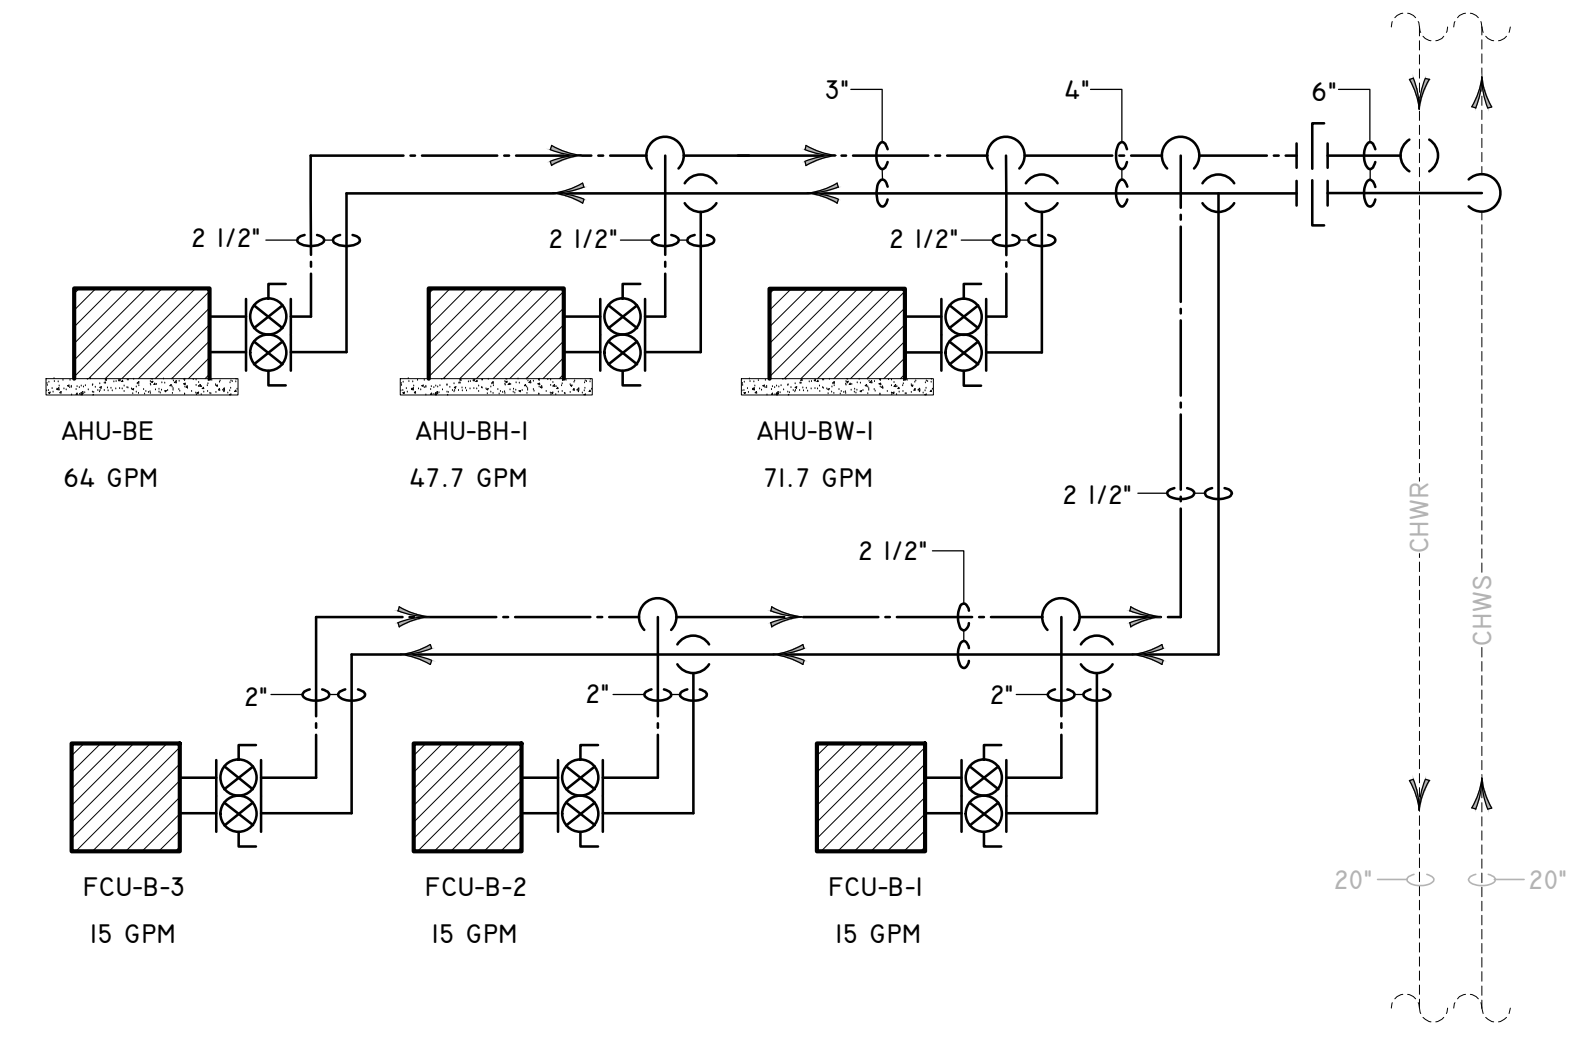 3"
4"
6"
2 1/2"
2 1/2"
2 1/2"
AHU-BE
64 GPM
AHU-BH-1
47.7 GPM
AHU-BW-1
71.7 GPM
2 1/2"
CHWR
2 1/2"
CHWS
2"
2"
2"
20"
20"
FCU-B-3
15 GPM
FCU-B-2
15 GPM
FCU-B-1
15 GPM